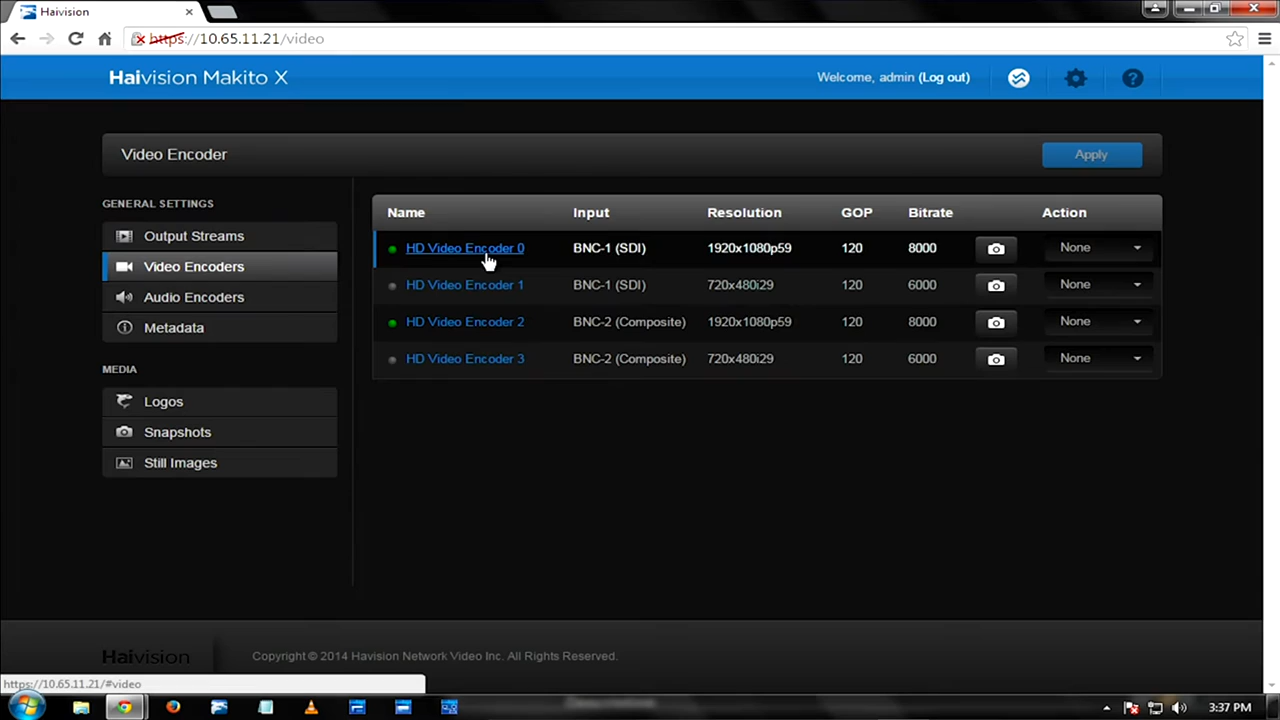 Haivision
https://10.65.11.21/video
Haivision Makito X
Welcome, admin (Log out)
Video Encoder
Apply
GENERAL SETTINGS
Output Streams
Video Encoders
Audio Encoders
Metadata
MEDIA
Logos
Snapshots
Still Images
Name Input Resolution GOP Bitrate Action
HD Video Encoder 0 BNC-1 (SDI) 1920x1080p59 120 8000 None
HD Video Encoder 1 BNC-1 (SDI) 720x480i29 120 6000 None
HD Video Encoder 2 BNC-2 (Composite) 1920x1080p59 120 8000 None
HD Video Encoder 3 BNC-2 (Composite) 720x480i29 120 6000 None
Haivision
Copyright © 2014 Havision Network Video Inc. All Rights Reserved.
https://10.65.11.21/#video
3:37 PM